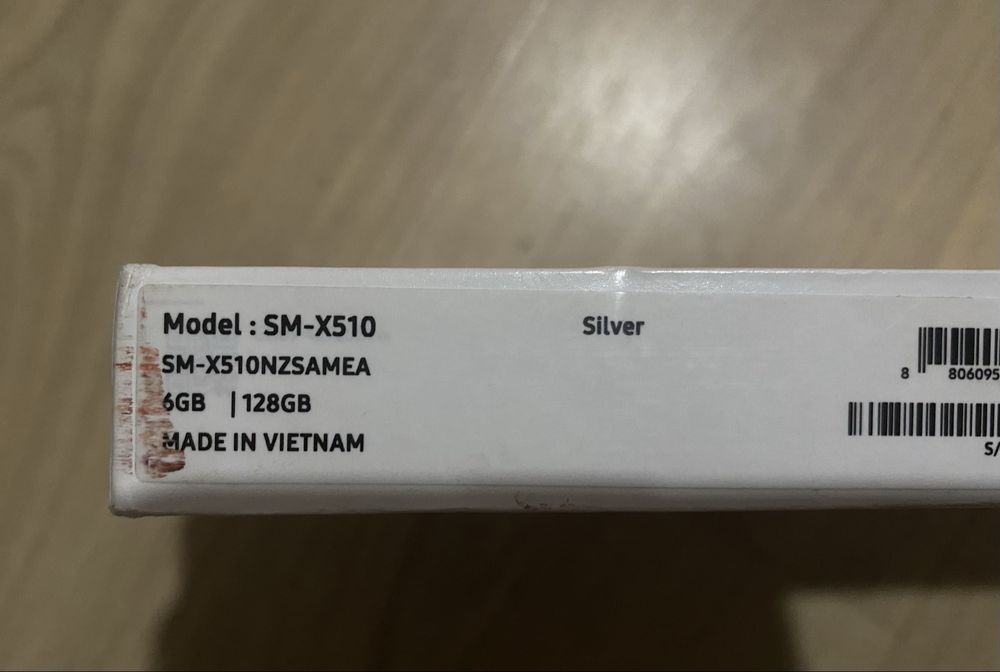 Model : SM-X510
Silver
SM-X510NZSAMEA
6GB | 128GB
MADE IN VIETNAM
8 806095
S/